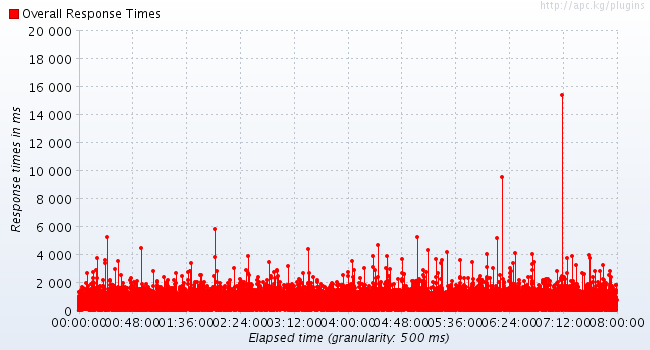 http://apc.kg/plugins
Overall Response Times
20 000
18 000
16 000
14 000
12 000
10 000
8 000
6 000
4 000
2 000
0
Response times in ms
00:00:00 00:48:00 01:36:00 02:24:00 03:12:00 04:00:00 04:48:00 05:36:00 06:24:00 07:12:00 08:00:00
Elapsed time (granularity: 500 ms)